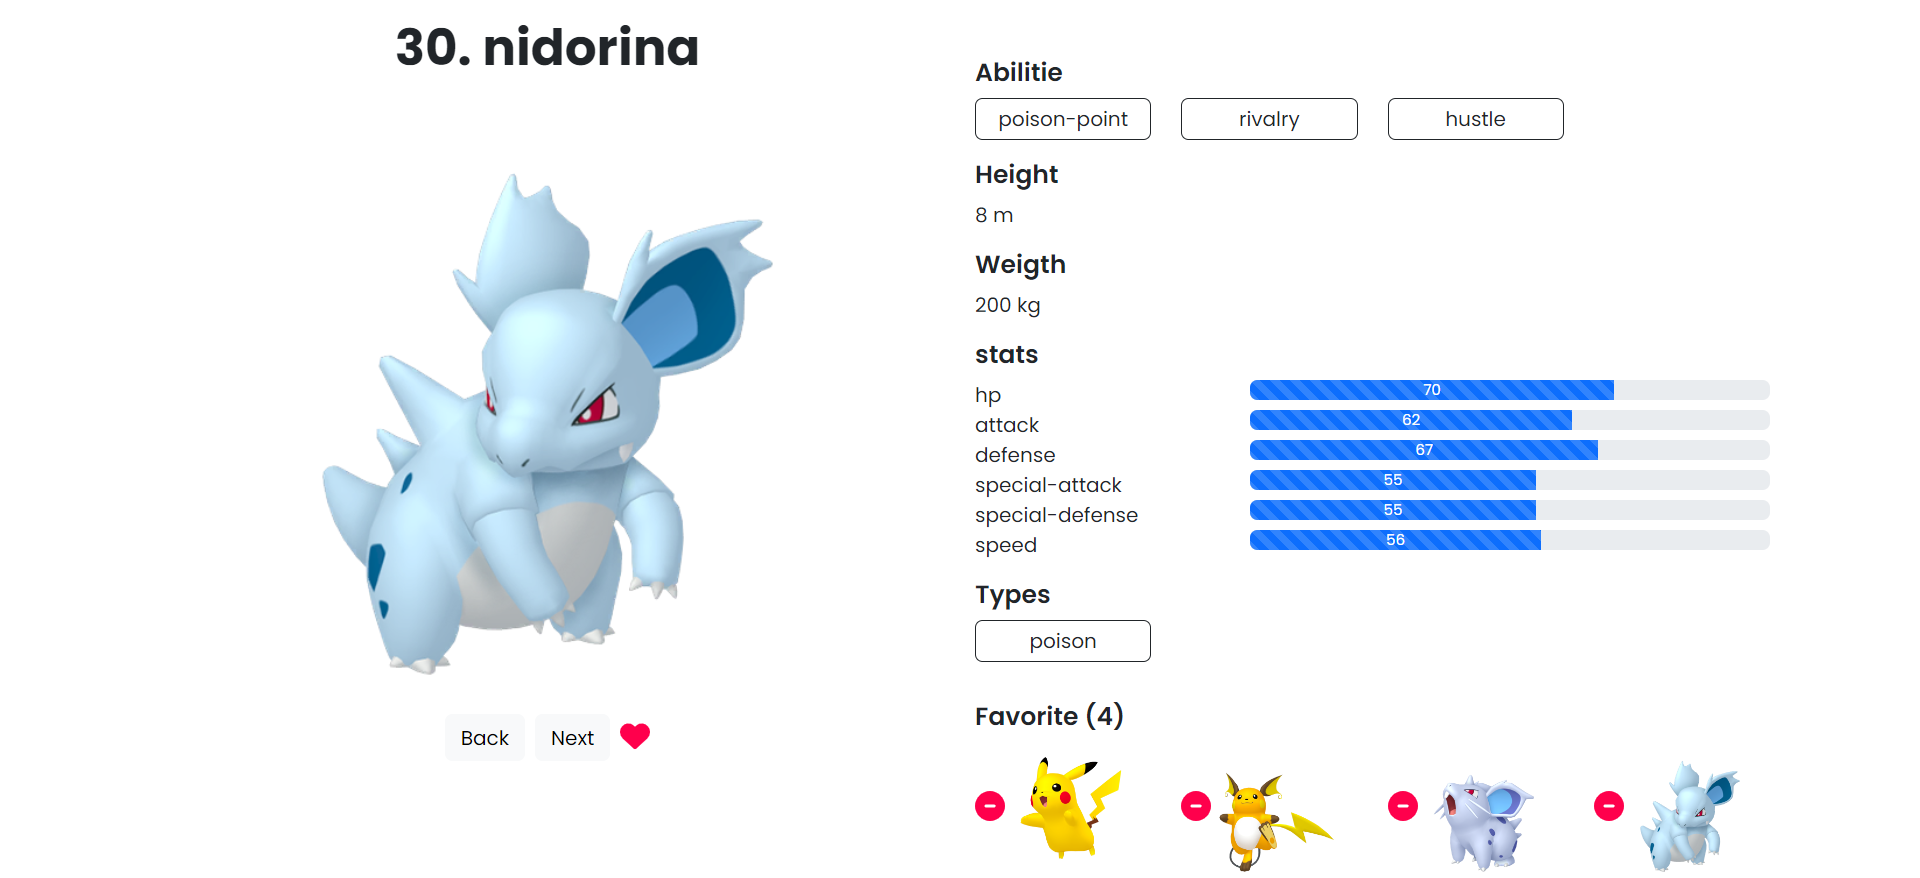 30. nidorina
Back
Next
Abilitie
poison-point
rivalry
hustle
Height
8 m
Weigth
200 kg
stats
hp
70
attack
62
defense
67
special-attack
55
special-defense
55
speed
56
Types
poison
Favorite (4)